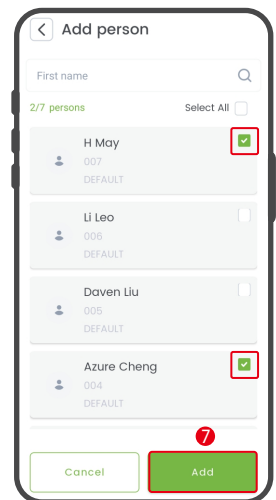 Add person
First name
2/7 persons Select All
H May
007
DEFAULT
Li Leo
006
DEFAULT
Daven Liu
005
DEFAULT
Azure Cheng
004
DEFAULT
7
Cancel Add